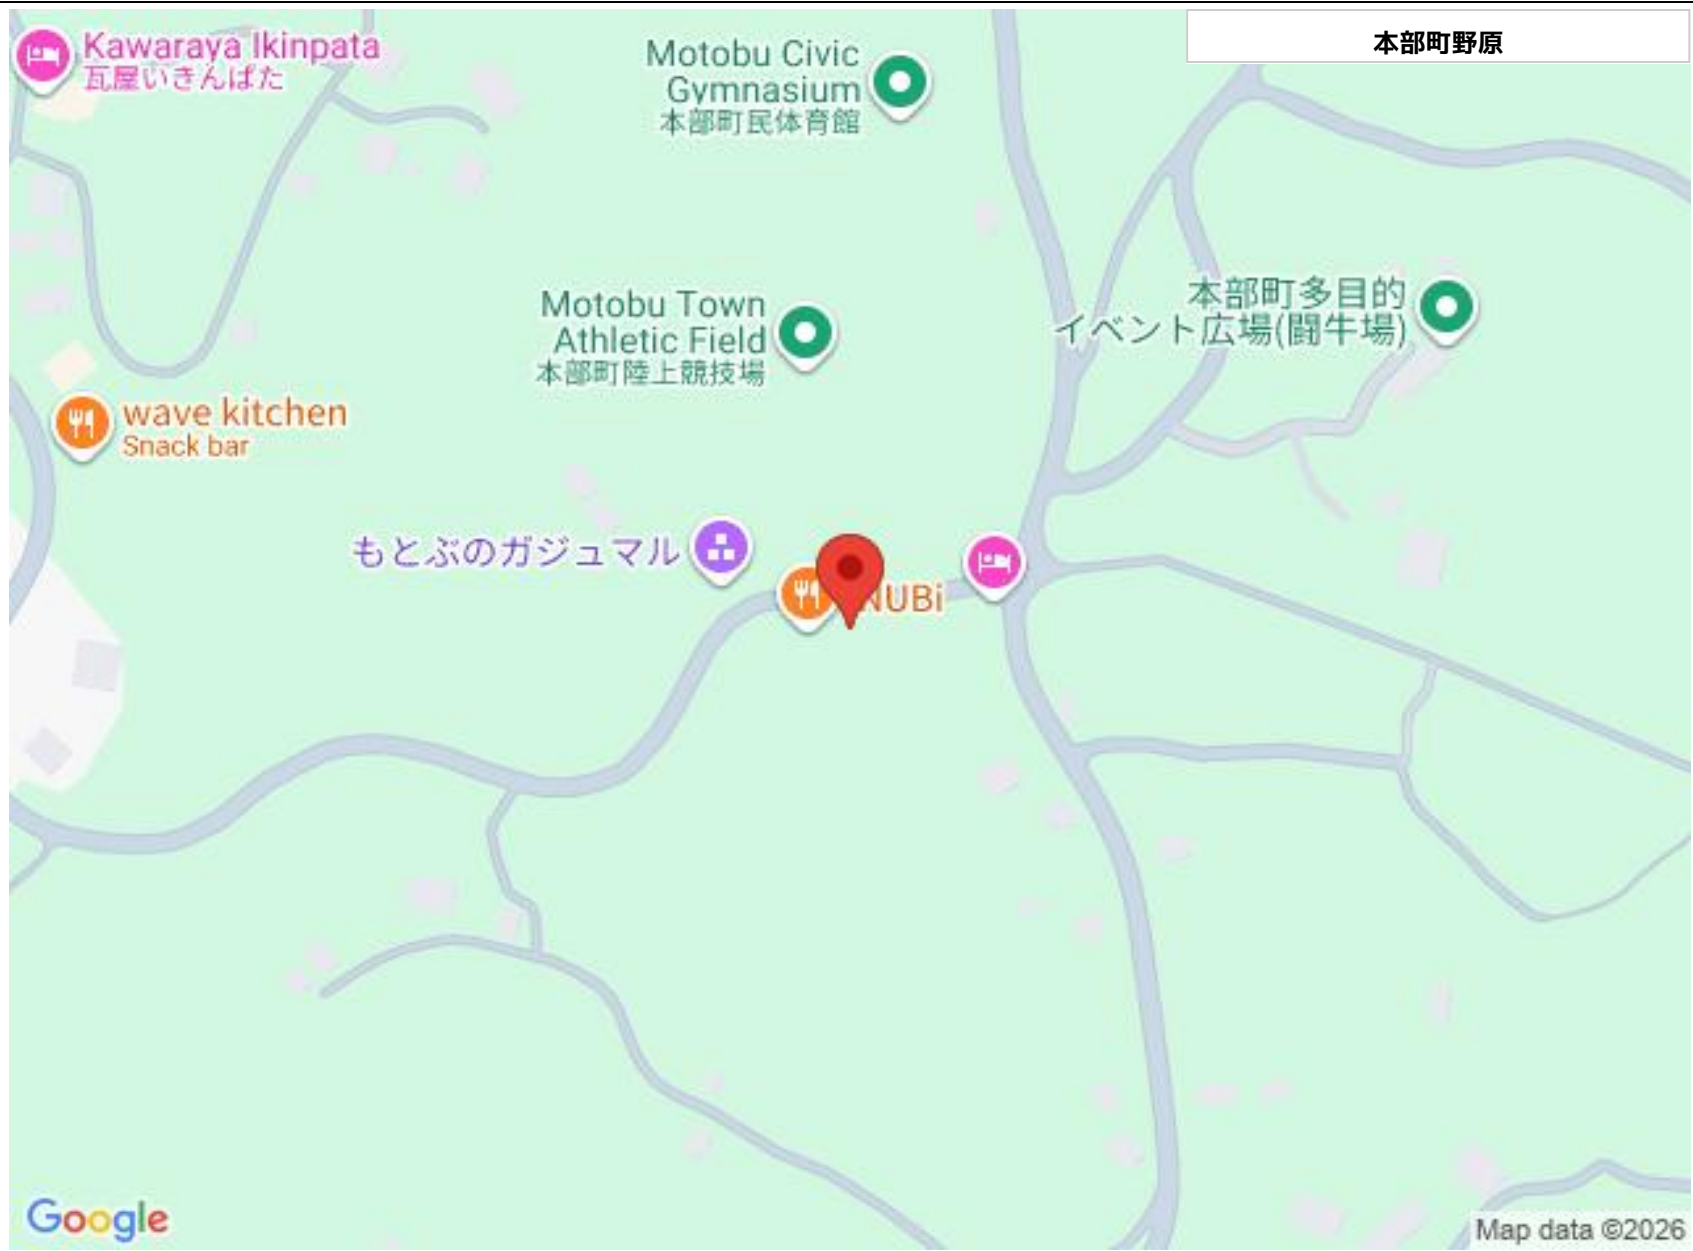 本部町野原
Kawaraya Ikinpata
瓦屋いきんぱた
Motobu Civic
Gymnasium
本部町民体育館
Motobu Town
Athletic Field
本部町陸上競技場
本部町多目的
イベント広場(闘牛場)
wave kitchen
Snack bar
もとぶのガジュマル
NUBi
Google
Map data ©2026